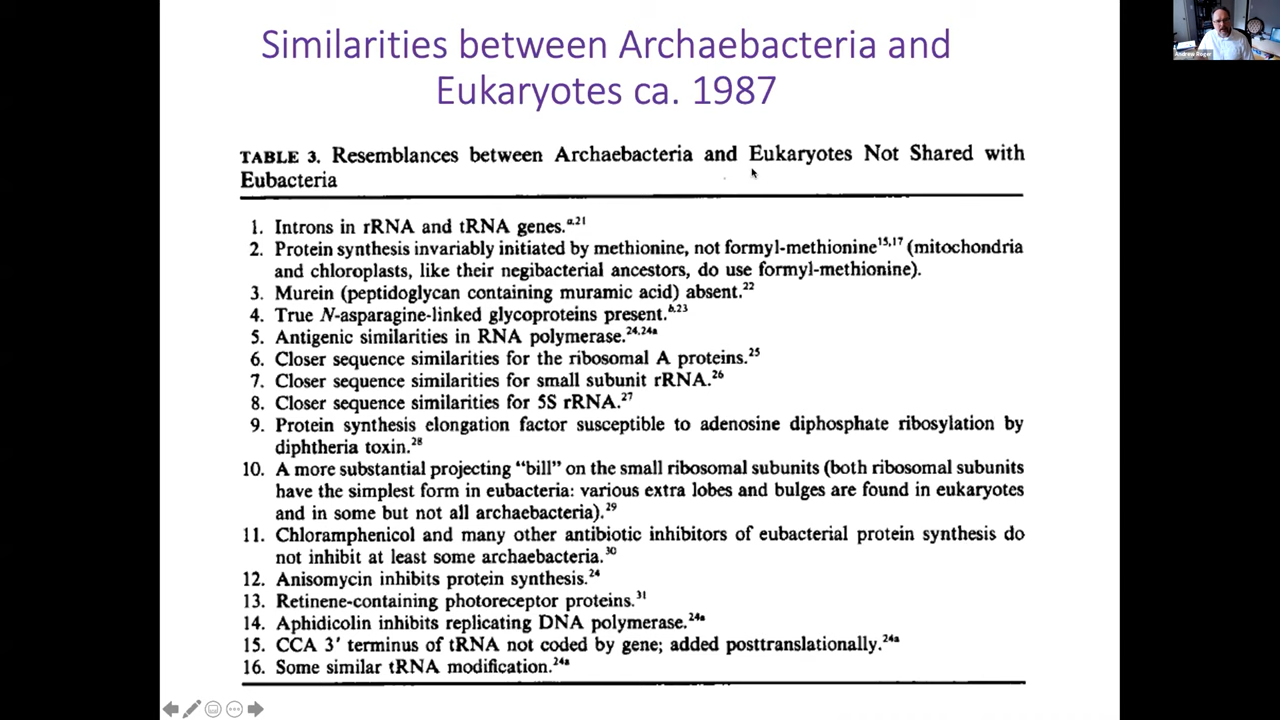 Similarities between Archaebacteria and
Eukaryotes ca. 1987
TABLE 3. Resemblances between Archaebacteria and Eukaryotes Not Shared with
Eubacteria
1. Introns in rRNA and tRNA genes.a,21
2. Protein synthesis invariably initiated by methionine, not formyl-methionine15,17 (mitochondria
and chloroplasts, like their negibacterial ancestors, do use formyl-methionine).
3. Murein (peptidoglycan containing muramic acid) absent.22
4. True N-asparagine-linked glycoproteins present.b,23
5. Antigenic similarities in RNA polymerase.24,24a
6. Closer sequence similarities for the ribosomal A proteins.25
7. Closer sequence similarities for small subunit rRNA.26
8. Closer sequence similarities for 5S rRNA.27
9. Protein synthesis elongation factor susceptible to adenosine diphosphate ribosylation by
diphtheria toxin.28
10. A more substantial projecting “bill” on the small ribosomal subunits (both ribosomal subunits
have the simplest form in eubacteria: various extra lobes and bulges are found in eukaryotes
and in some but not all archaebacteria).29
11. Chloramphenicol and many other antibiotic inhibitors of eubacterial protein synthesis do
not inhibit at least some archaebacteria.30
12. Anisomycin inhibits protein synthesis.24
13. Retinene-containing photoreceptor proteins.31
14. Aphidicolin inhibits replicating DNA polymerase.24a
15. CCA 3′ terminus of tRNA not coded by gene; added posttranslationally.24a
16. Some similar tRNA modification.24a
Andrew Roger